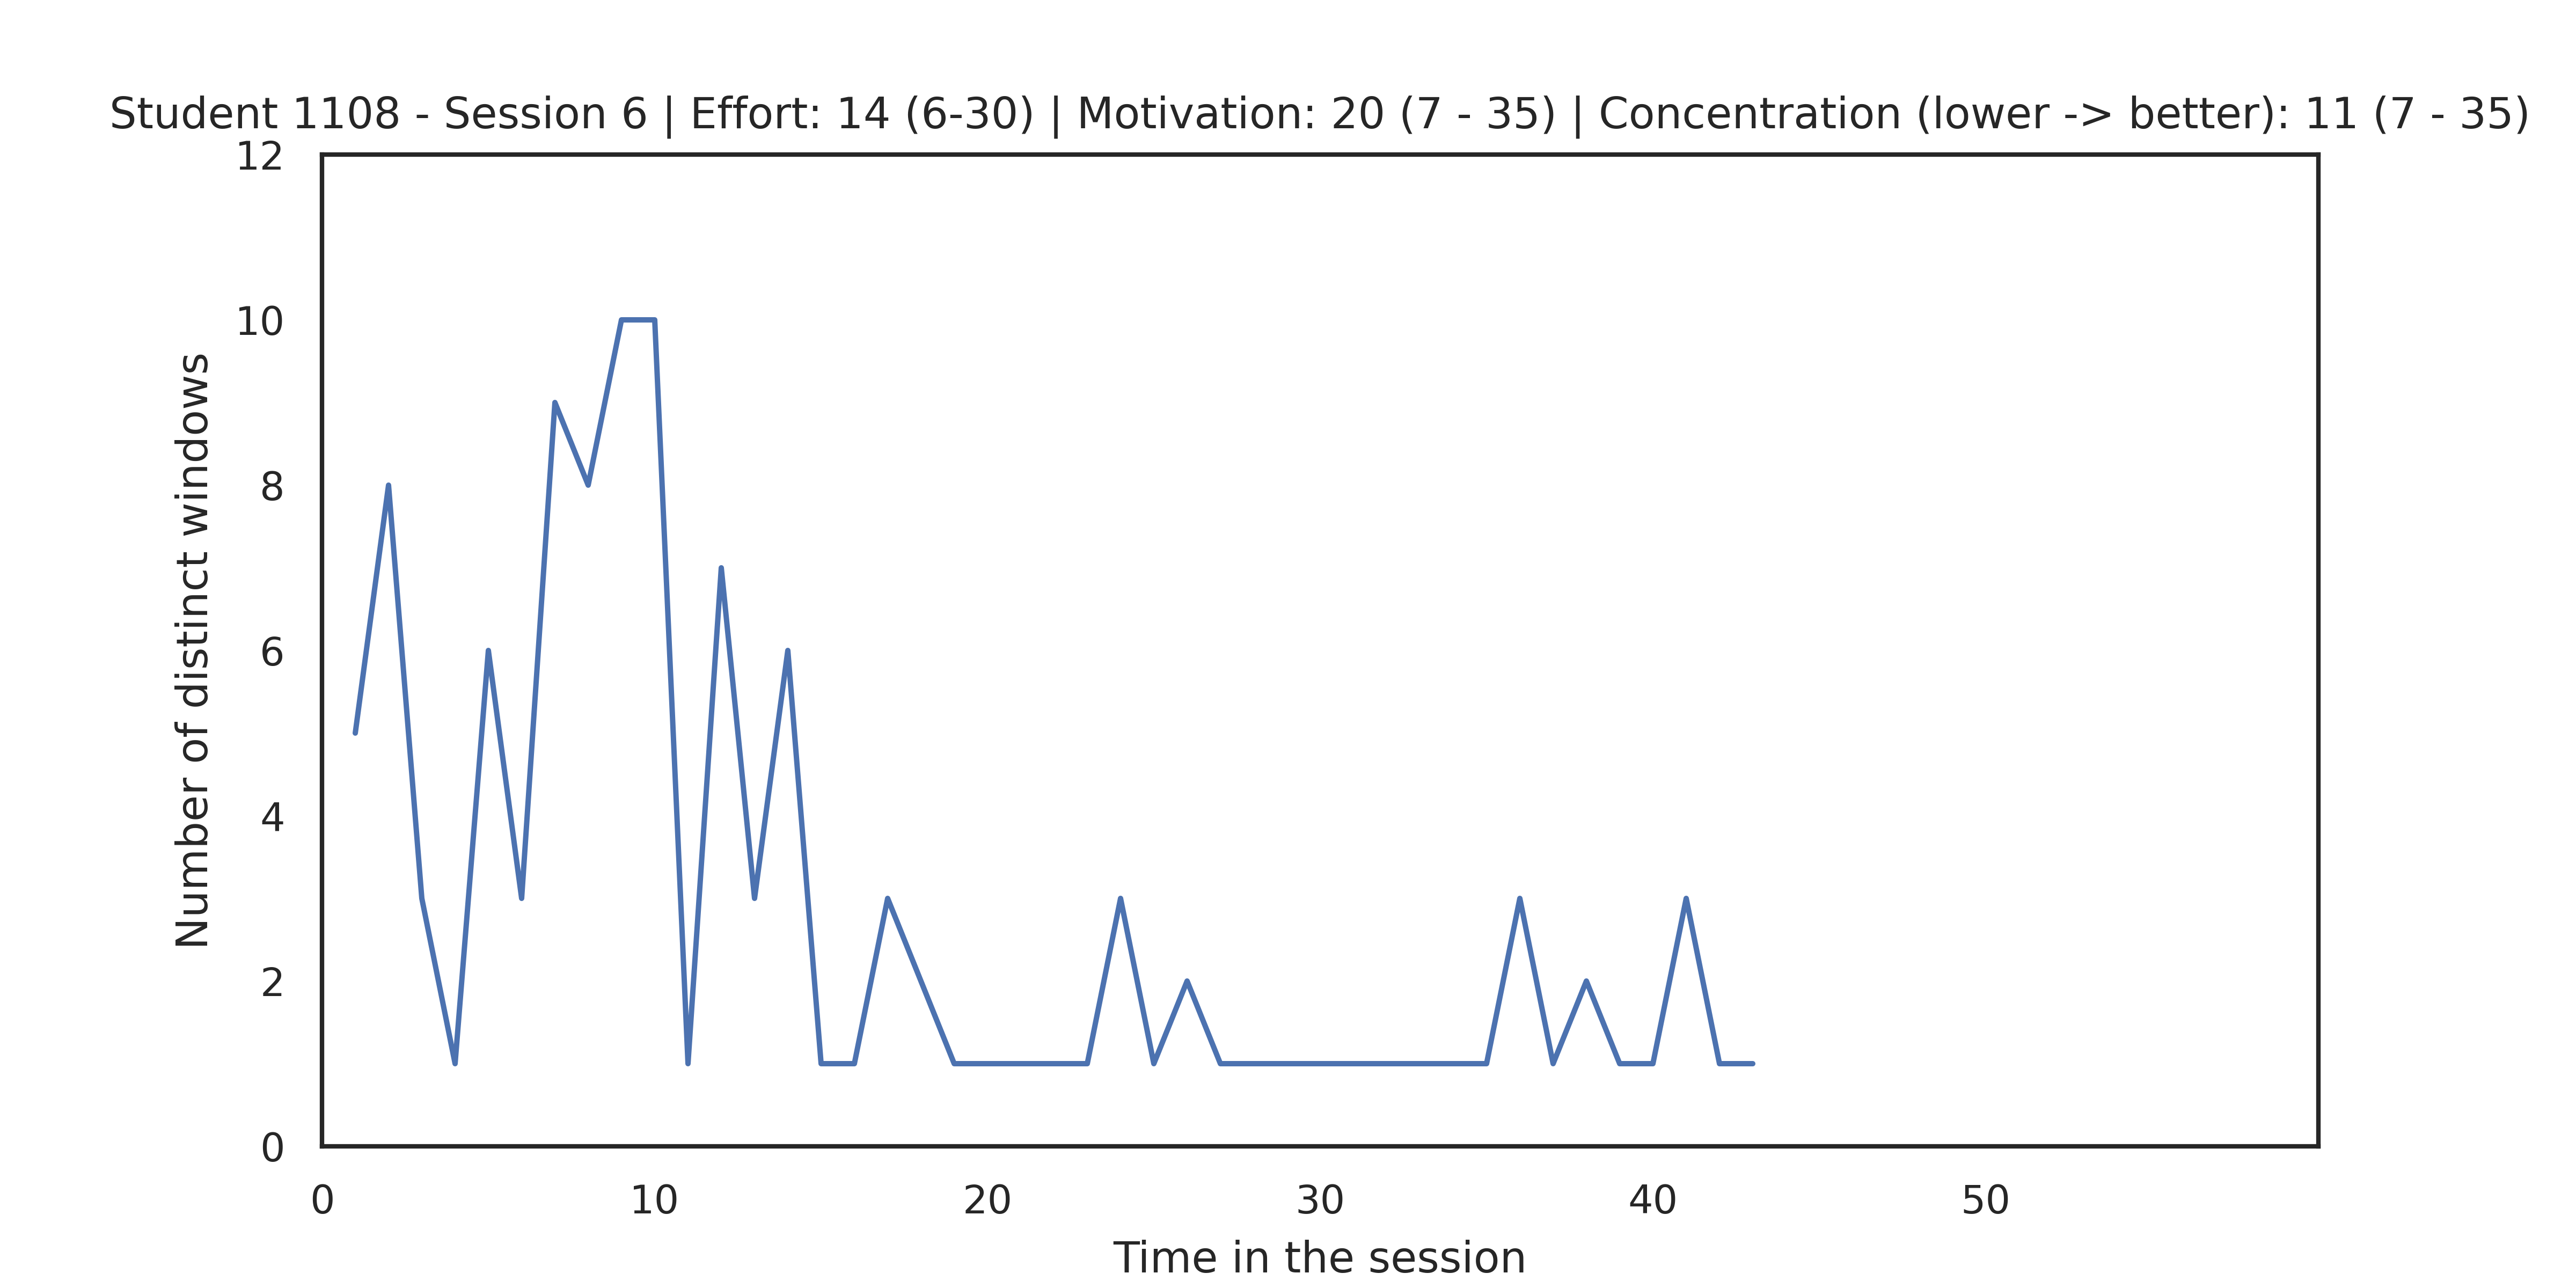 Student 1108 - Session 6 | Effort: 14 (6-30) | Motivation: 20 (7 - 35) | Concentration (lower -> better): 11 (7 - 35)
12
10
8
6
4
2
0
Number of distinct windows
0 10 20 30 40 50
Time in the session